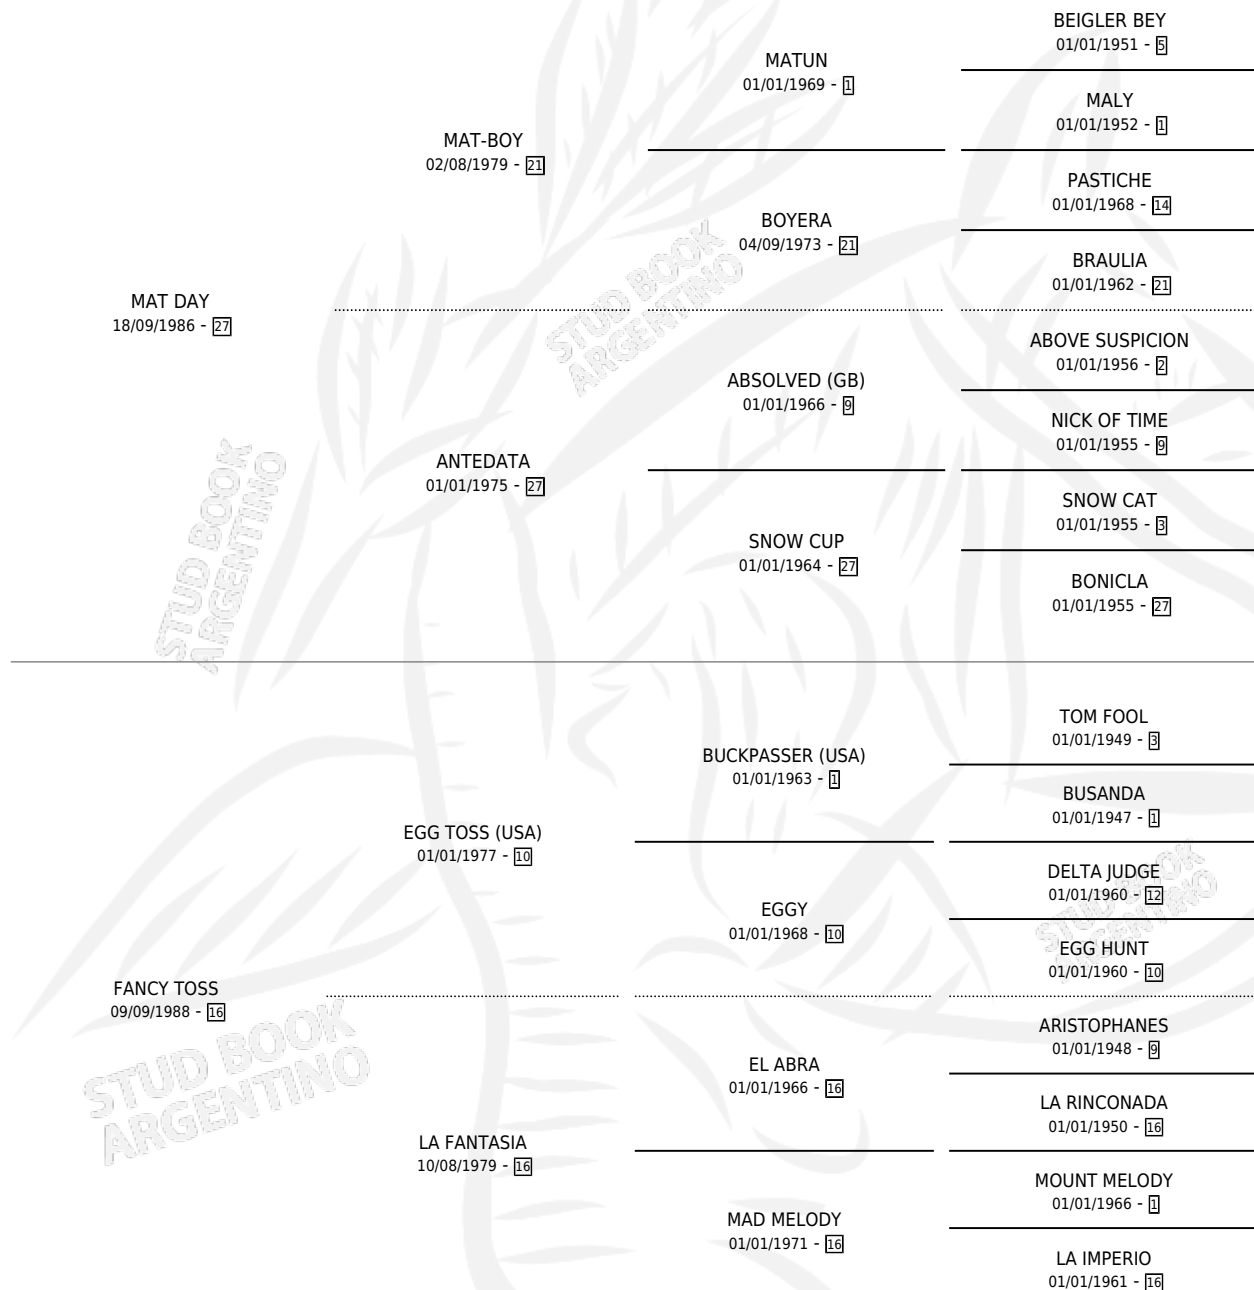 BEIGLER BEY
01/01/1951 - 5
MATUN
01/01/1969 - 1
MALY
01/01/1952 - 1
MAT-BOY
02/08/1979 - 21
PASTICHE
01/01/1968 - 14
BOYERA
04/09/1973 - 21
BRAULIA
01/01/1962 - 21
MAT DAY
18/09/1986 - 27
ABOVE SUSPICION
01/01/1956 - 2
ABSOLVED (GB)
01/01/1966 - 9
NICK OF TIME
01/01/1955 - 9
ANTEDATA
01/01/1975 - 27
SNOW CAT
01/01/1955 - 3
SNOW CUP
01/01/1964 - 27
BONICLA
01/01/1955 - 27
TOM FOOL
01/01/1949 - 3
BUCKPASSER (USA)
01/01/1963 - 1
BUSANDA
01/01/1947 - 1
EGG TOSS (USA)
01/01/1977 - 10
DELTA JUDGE
01/01/1960 - 12
EGGY
01/01/1968 - 10
EGG HUNT
01/01/1960 - 10
FANCY TOSS
09/09/1988 - 16
ARISTOPHANES
01/01/1948 - 9
EL ABRA
01/01/1966 - 16
LA RINCONADA
01/01/1950 - 16
LA FANTASIA
10/08/1979 - 16
MOUNT MELODY
01/01/1966 - 1
MAD MELODY
01/01/1971 - 16
LA IMPERIO
01/01/1961 - 16
STUD BOOK
ARGENTINO
STUD BOOK
ARGENTINO
STUD BOOK
ARGENTINO
STUD BOOK
ARGENTINO